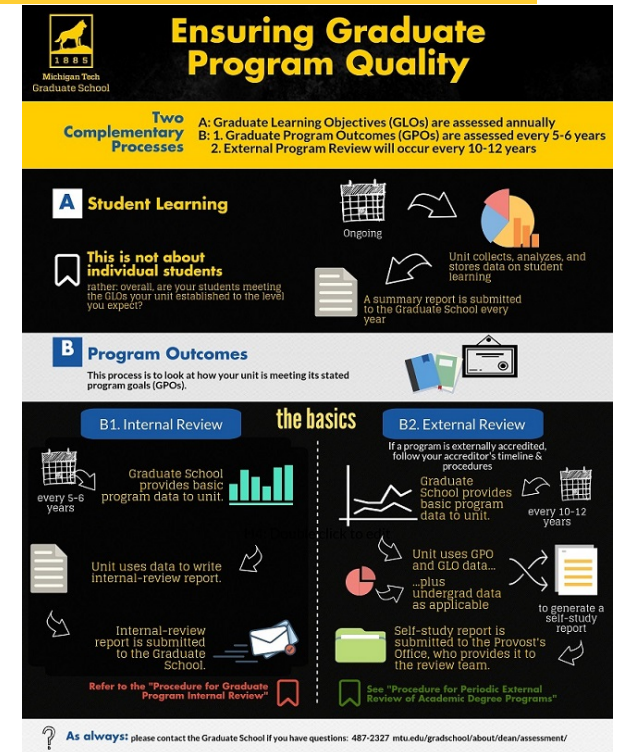 Ensuring Graduate
Program Quality
1885
Michigan Tech
Graduate School
Two
Complementary
Processes
A: Graduate Learning Objectives (GLOs) are assessed annually
B: 1. Graduate Program Outcomes (GPOs) are assessed every 5-6 years
2. External Program Review will occur every 10-12 years
A
Student Learning
Ongoing
Unit collects, analyzes, and
stores data on student
learning
This is not about
individual students
rather: overall, are your students meeting
the GLOs your unit established to the level
you expect?
A summary report is submitted
to the Graduate School every
year
B
Program Outcomes
This process is to look at how your unit is meeting its stated
program goals (GPOs).
the basics
B1. Internal Review
every 5-6
years
Graduate School
provides basic
program data to unit.
Unit uses data to write
internal-review report.
Internal-review
report is submitted
to the Graduate
School.
Refer to the "Procedure for Graduate
Program Internal Review"
B2. External Review
If a program is externally accredited,
follow your accreditor's timeline &
procedures
Graduate
School provides
basic program
data to unit.
every 10-12
years
Unit uses GPO
and GLO data...
...plus
undergrad data
as applicable
to generate a
self-study
report
Self-study report is
submitted to the Provost's
Office, who provides it to
the review team.
See "Procedure for Periodic External
Review of Academic Degree Programs"
As always: please contact the Graduate School if you have questions: 487-2327 mtu.edu/gradschool/about/dean/assessment/